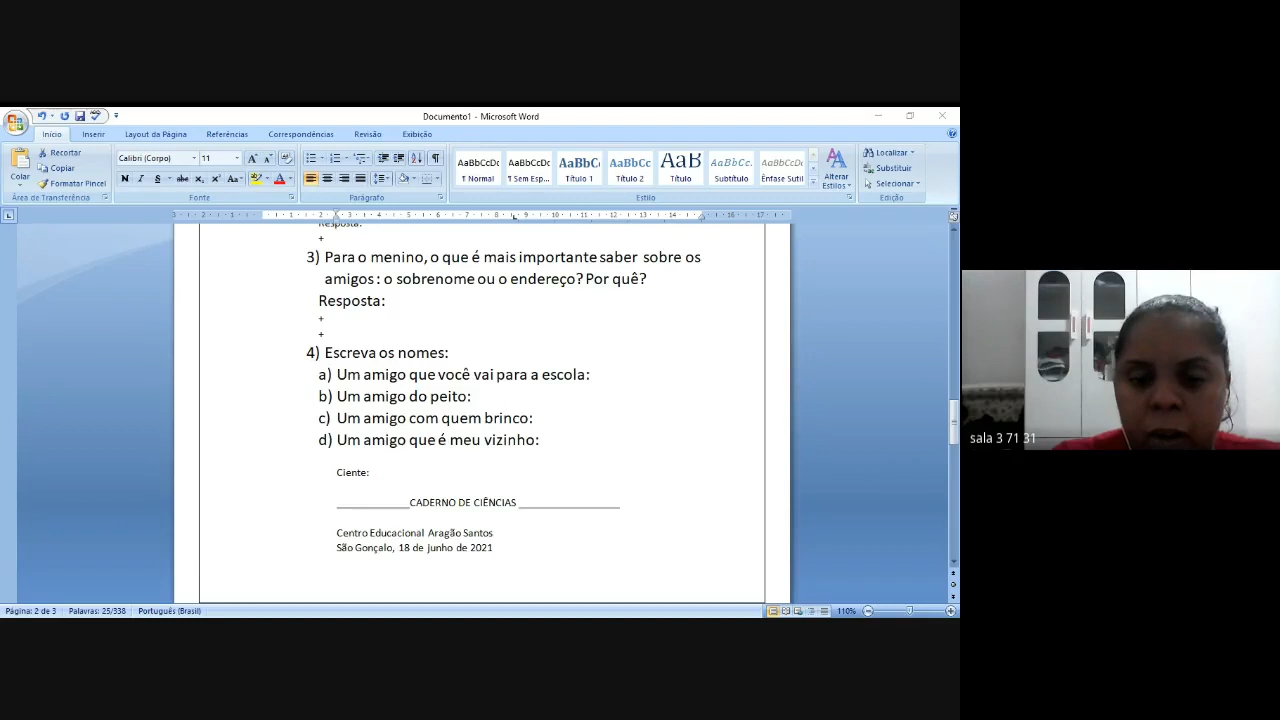 Documento1 - Microsoft Word
Início Inserir Layout da Página Referências Correspondências Revisão Exibição
Recortar
Copiar
Formatar Pincel
Colar
Área de Transferência
Calibri (Corpo) 11
Fonte
Parágrafo
AaBbCcDc AaBbCcDc AaBbC AaBbCc AaB AaBbCc. AaBbCcDc
¶ Normal ¶ Sem Esp... Título 1 Título 2 Título Subtítulo Ênfase Sutil
Alterar Estilos
Estilo
Localizar
Substituir
Selecionar
Edição
Resposta:
+
3) Para o menino, o que é mais importante saber sobre os
amigos : o sobrenome ou o endereço? Por quê?
Resposta:
+
+
4) Escreva os nomes:
a) Um amigo que você vai para a escola:
b) Um amigo do peito:
c) Um amigo com quem brinco:
d) Um amigo que é meu vizinho:
Ciente:
_____________CADERNO DE CIÊNCIAS __________________
Centro Educacional Aragão Santos
São Gonçalo, 18 de junho de 2021
Página: 2 de 3 Palavras: 25/338 Português (Brasil) 110%
sala 3 71 31